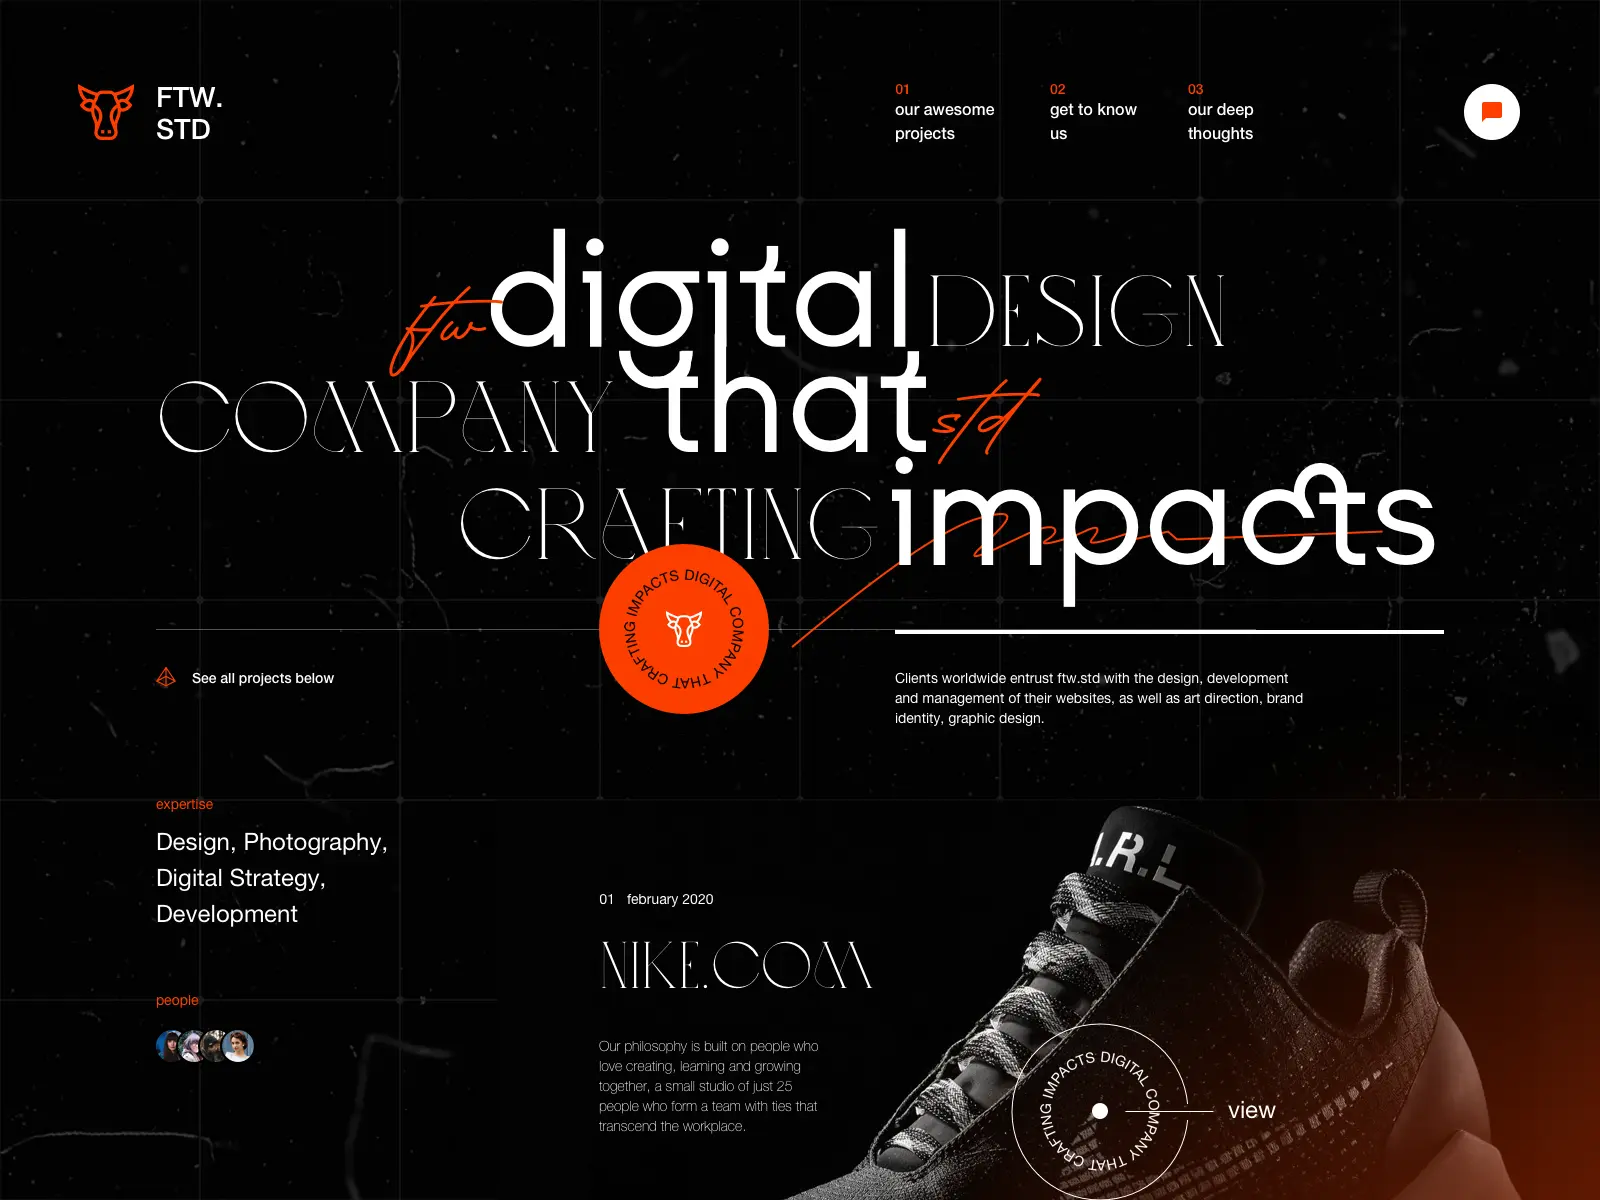 FTW.
STD
01
our awesome
projects
02
get to know
us
03
our deep
thoughts
ftw digital DESIGN
COMPANY that std
CRAFTING impacts
IMPACTS DIGITAL COMPANY THAT CRAFTING
See all projects below
Clients worldwide entrust ftw.std with the design, development
and management of their websites, as well as art direction, brand
identity, graphic design.
expertise
Design, Photography,
Digital Strategy,
Development
people
01 february 2020
NIKE.COM
Our philosophy is built on people who
love creating, learning and growing
together, a small studio of just 25
people who form a team with ties that
transcend the workplace.
.R.L
IMPACTS DIGITAL COMPANY THAT CRAFTING
view